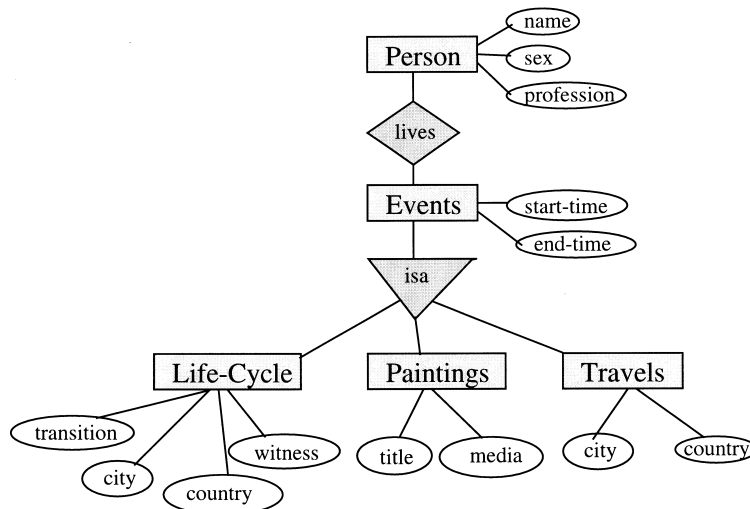 name
Person
sex
profession
lives
Events
start-time
end-time
isa
Life-Cycle
Paintings
Travels
transition
city
country
witness
title
media
city
country